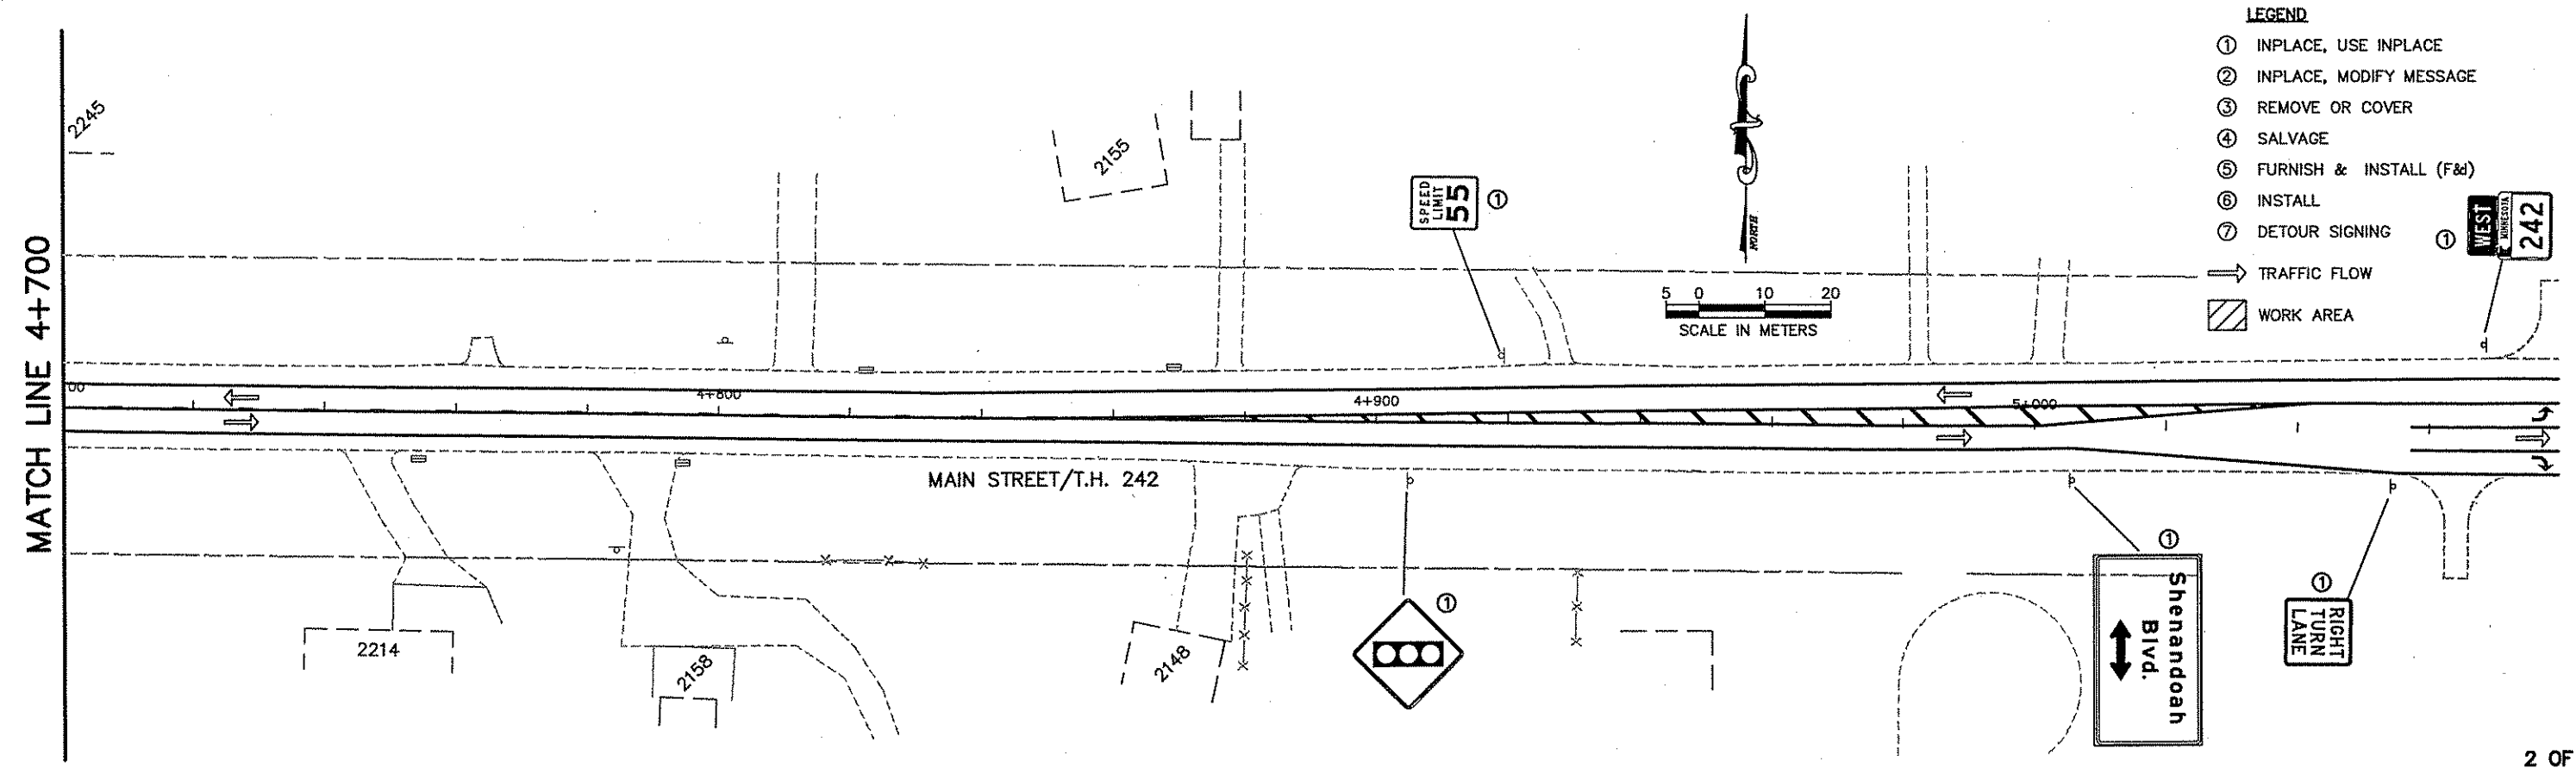 MATCH LINE 4+700
2245
2155
SPEED
LIMIT
55
①
NORTH
5 0 10 20
SCALE IN METERS
LEGEND
① INPLACE, USE INPLACE
② INPLACE, MODIFY MESSAGE
③ REMOVE OR COVER
④ SALVAGE
⑤ FURNISH & INSTALL (F&I)
⑥ INSTALL
⑦ DETOUR SIGNING
TRAFFIC FLOW
WORK AREA
①
WEST
MINNESOTA
242
00
4+800
4+900
5+000
MAIN STREET/T.H. 242
2214
2158
2148
①
①
Shenandoah
Blvd.
①
RIGHT
TURN
LANE
2 OF